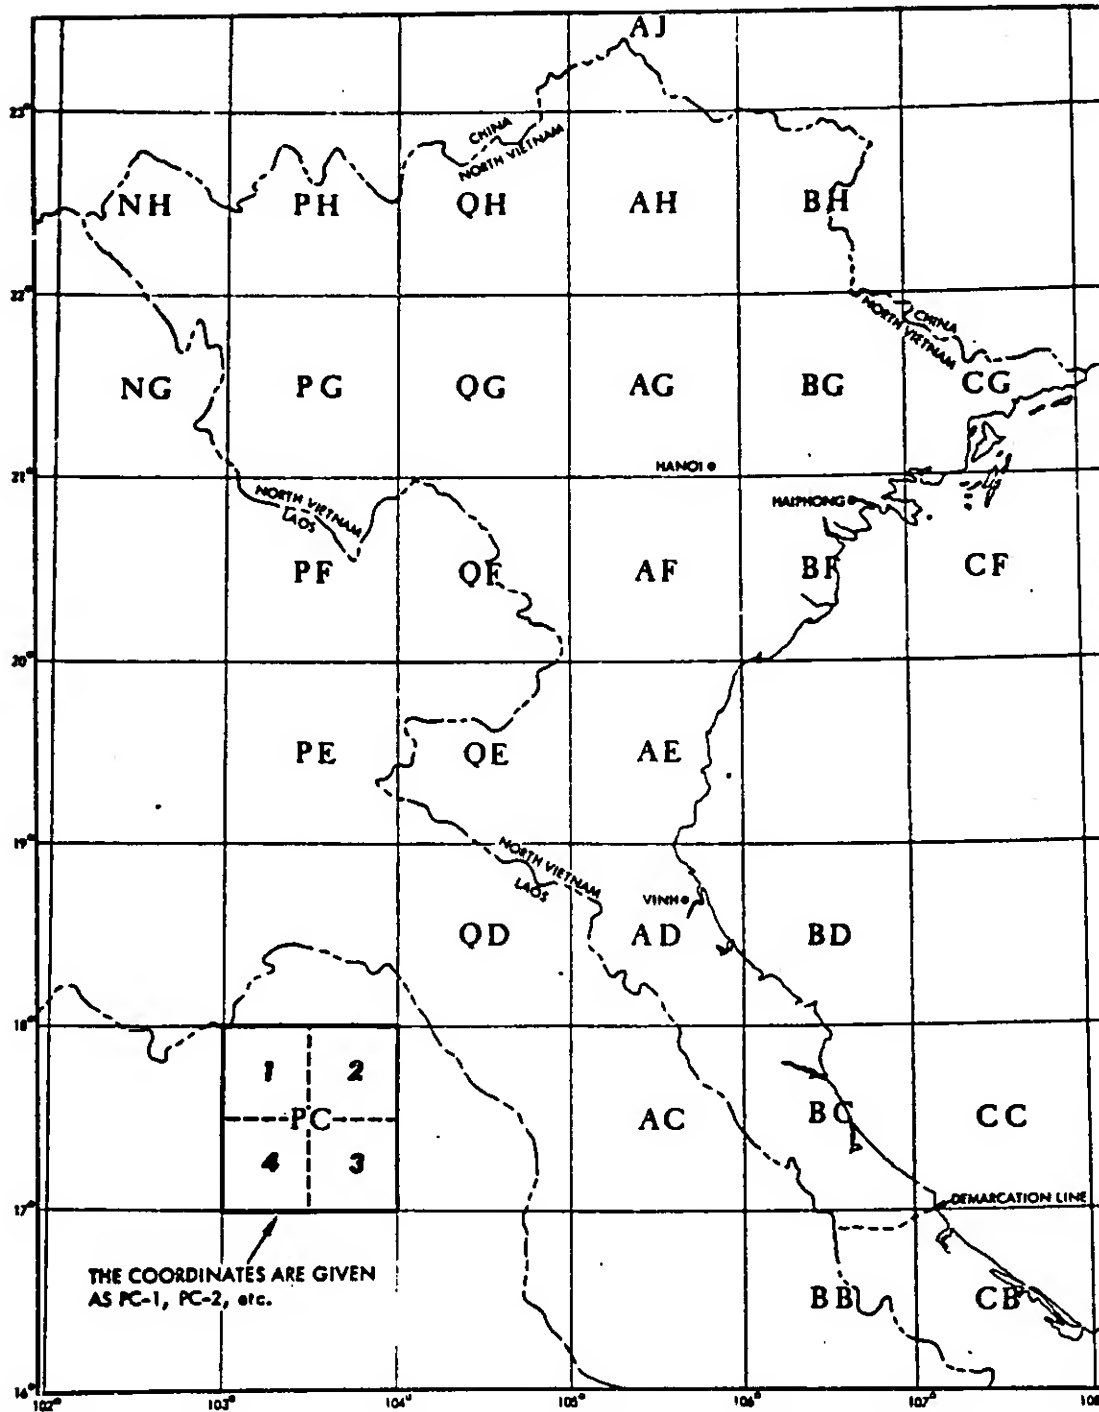 AJ
23°
CHINA
NORTH VIETNAM
NH PH QH AH BH
22°
CHINA
NORTH VIETNAM
NG PG QG AG BG CG
HANOI
21°
NORTH VIETNAM
LAOS
HAIPHONG
PF QF AF BF CF
20°
PE QE AE
19°
NORTH VIETNAM
LAOS
VINH
QD AD BD
18°
1 2
PC AC BC CC
4 3
DEMARCATION LINE
17°
THE COORDINATES ARE GIVEN
AS PC-1, PC-2, etc.
BB CB
16°
102° 103° 104° 105° 106° 107° 108